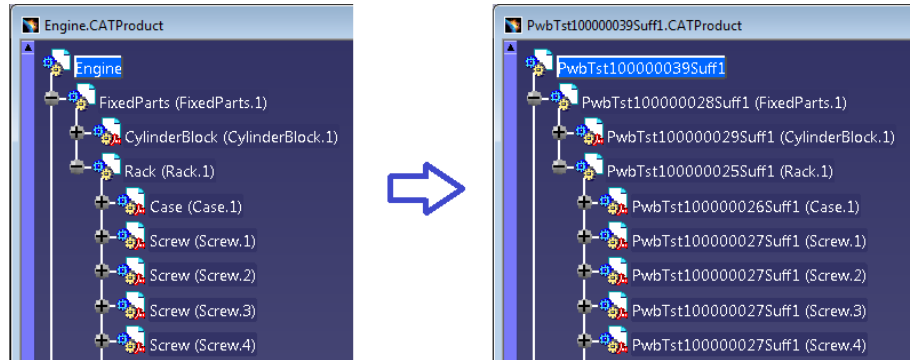 Engine.CATProduct
Engine
FixedParts (FixedParts.1)
CylinderBlock (CylinderBlock.1)
Rack (Rack.1)
Case (Case.1)
Screw (Screw.1)
Screw (Screw.2)
Screw (Screw.3)
Screw (Screw.4)
PwbTst100000039Suff1.CATProduct
PwbTst100000039Suff1
PwbTst100000028Suff1 (FixedParts.1)
PwbTst100000029Suff1 (CylinderBlock.1)
PwbTst100000025Suff1 (Rack.1)
PwbTst100000026Suff1 (Case.1)
PwbTst100000027Suff1 (Screw.1)
PwbTst100000027Suff1 (Screw.2)
PwbTst100000027Suff1 (Screw.3)
PwbTst100000027Suff1 (Screw.4)